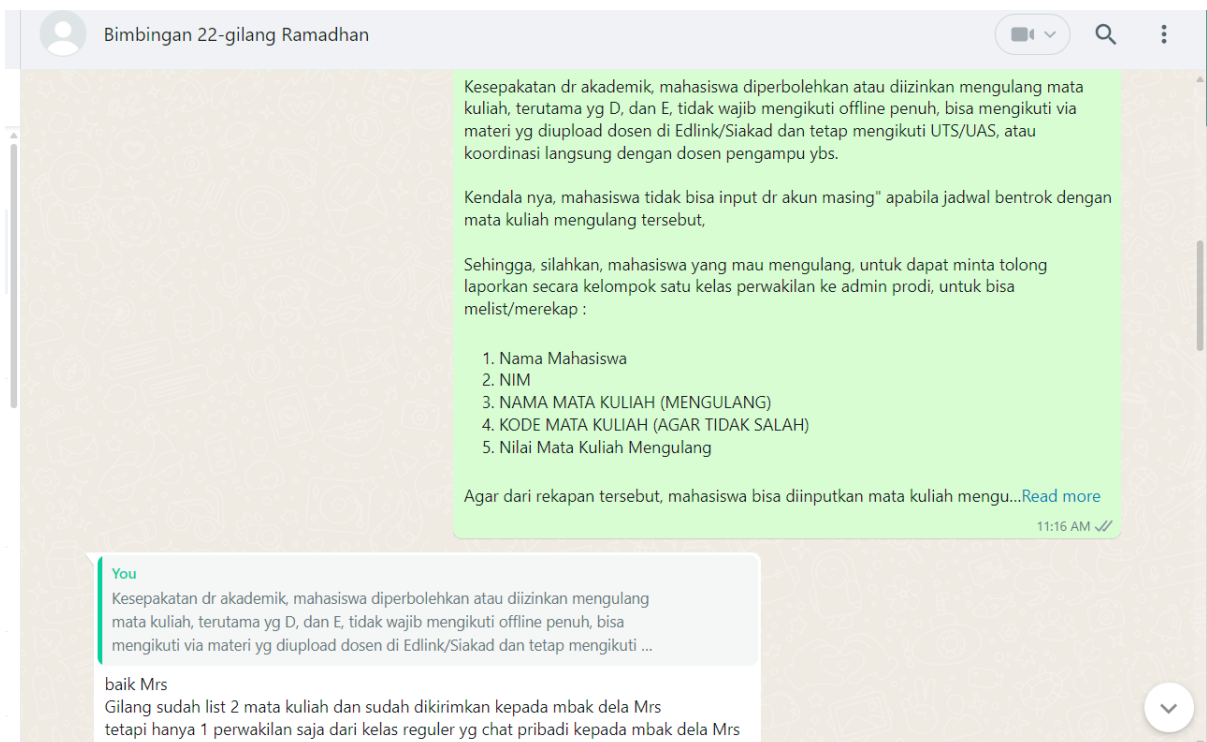 Bimbingan 22-gilang Ramadhan
Kesepakatan dr akademik, mahasiswa diperbolehkan atau diizinkan mengulang mata
kuliah, terutama yg D, dan E, tidak wajib mengikuti offline penuh, bisa mengikuti via
materi yg diupload dosen di Edlink/Siakad dan tetap mengikuti UTS/UAS, atau
koordinasi langsung dengan dosen pengampu ybs.
Kendala nya, mahasiswa tidak bisa input dr akun masing" apabila jadwal bentrok dengan
mata kuliah mengulang tersebut,
Sehingga, silahkan, mahasiswa yang mau mengulang, untuk dapat minta tolong
laporkan secara kelompok satu kelas perwakilan ke admin prodi, untuk bisa
melist/merekap :
1. Nama Mahasiswa
2. NIM
3. NAMA MATA KULIAH (MENGULANG)
4. KODE MATA KULIAH (AGAR TIDAK SALAH)
5. Nilai Mata Kuliah Mengulang
Agar dari rekapan tersebut, mahasiswa bisa diinputkan mata kuliah mengu...Read more
11:16 AM
You
Kesepakatan dr akademik, mahasiswa diperbolehkan atau diizinkan mengulang
mata kuliah, terutama yg D, dan E, tidak wajib mengikuti offline penuh, bisa
mengikuti via materi yg diupload dosen di Edlink/Siakad dan tetap mengikuti ...
baik Mrs
Gilang sudah list 2 mata kuliah dan sudah dikirimkan kepada mbak dela Mrs
tetapi hanya 1 perwakilan saja dari kelas reguler yg chat pribadi kepada mbak dela Mrs